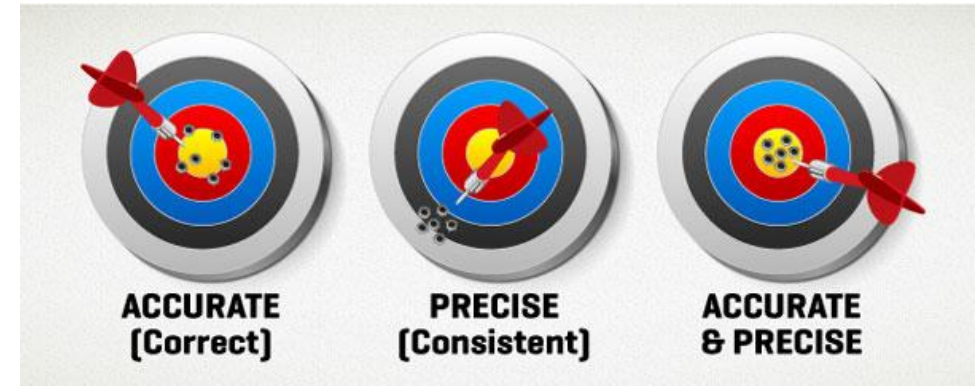 ACCURATE
(Correct)
PRECISE
(Consistent)
ACCURATE
& PRECISE